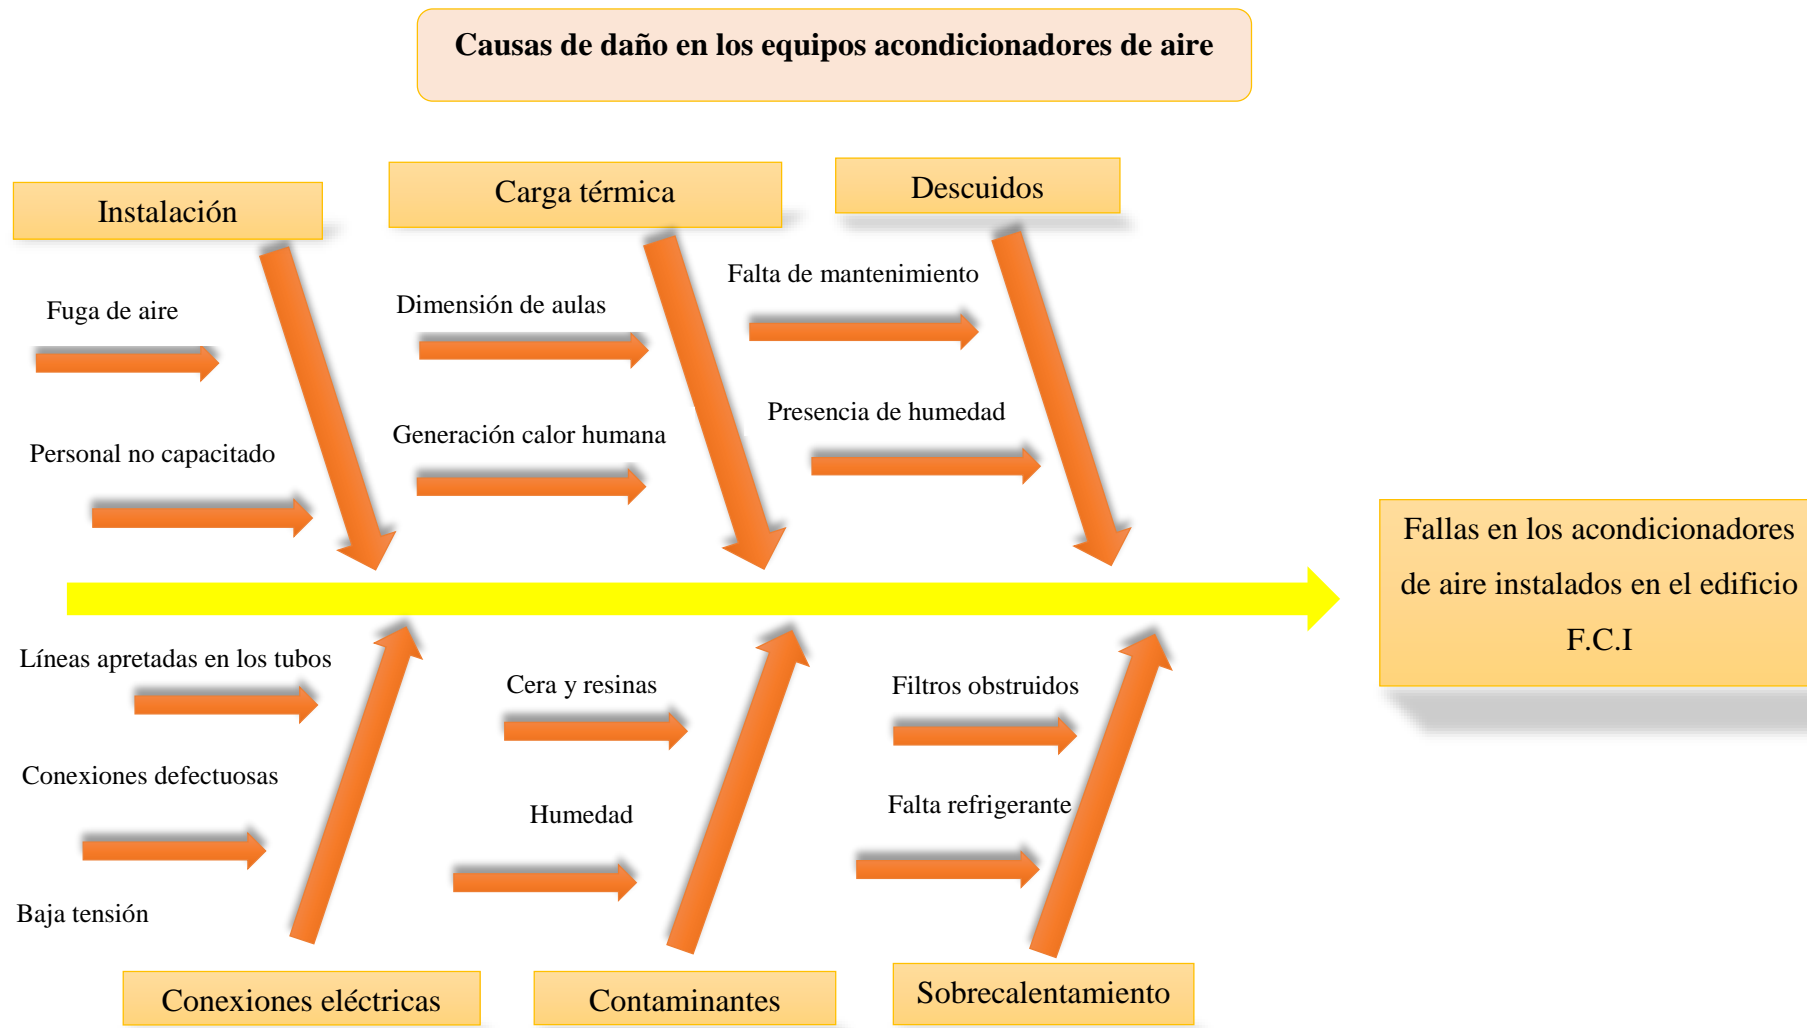 Causas de daño en los equipos acondicionadores de aire
Instalación
Carga térmica
Descuidos
Fuga de aire
Personal no capacitado
Dimensión de aulas
Generación calor humana
Falta de mantenimiento
Presencia de humedad
Fallas en los acondicionadores
de aire instalados en el edificio
F.C.I
Líneas apretadas en los tubos
Conexiones defectuosas
Baja tensión
Cera y resinas
Humedad
Filtros obstruidos
Falta refrigerante
Conexiones eléctricas
Contaminantes
Sobrecalentamiento